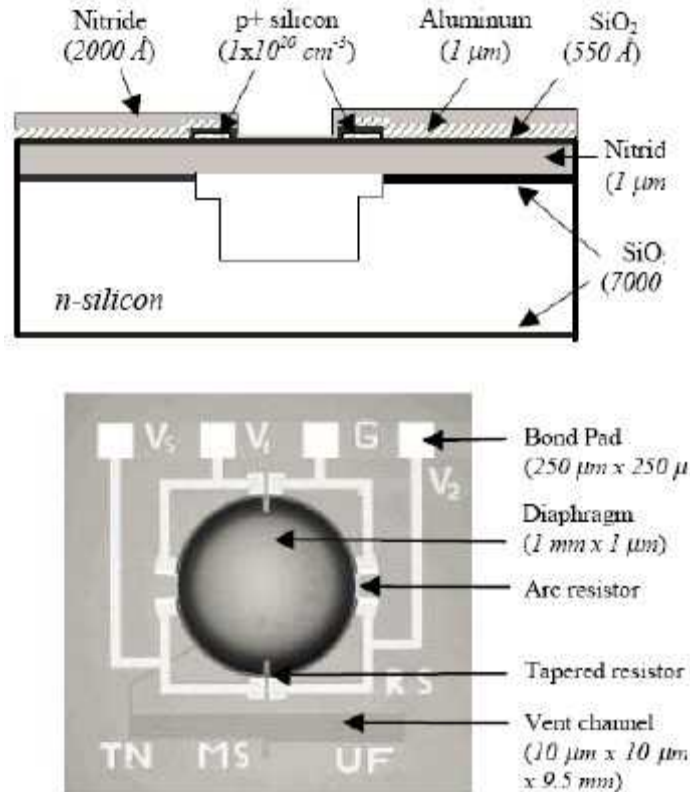 Nitride
(2000 Å)
p+ silicon
(1x10²⁰ cm⁻³)
Aluminum
(1 μm)
SiO₂
(550 Å)
Nitrid
(1 μm
SiO
(7000
n-silicon
Vs V₁ G
V₂
RS
TN MS UF
Bond Pad
(250 μm x 250 μ
Diaphragm
(1 mm x 1 μm)
Arc resistor
Tapered resistor
Vent channel
(10 μm x 10 μm
x 9.5 mm)